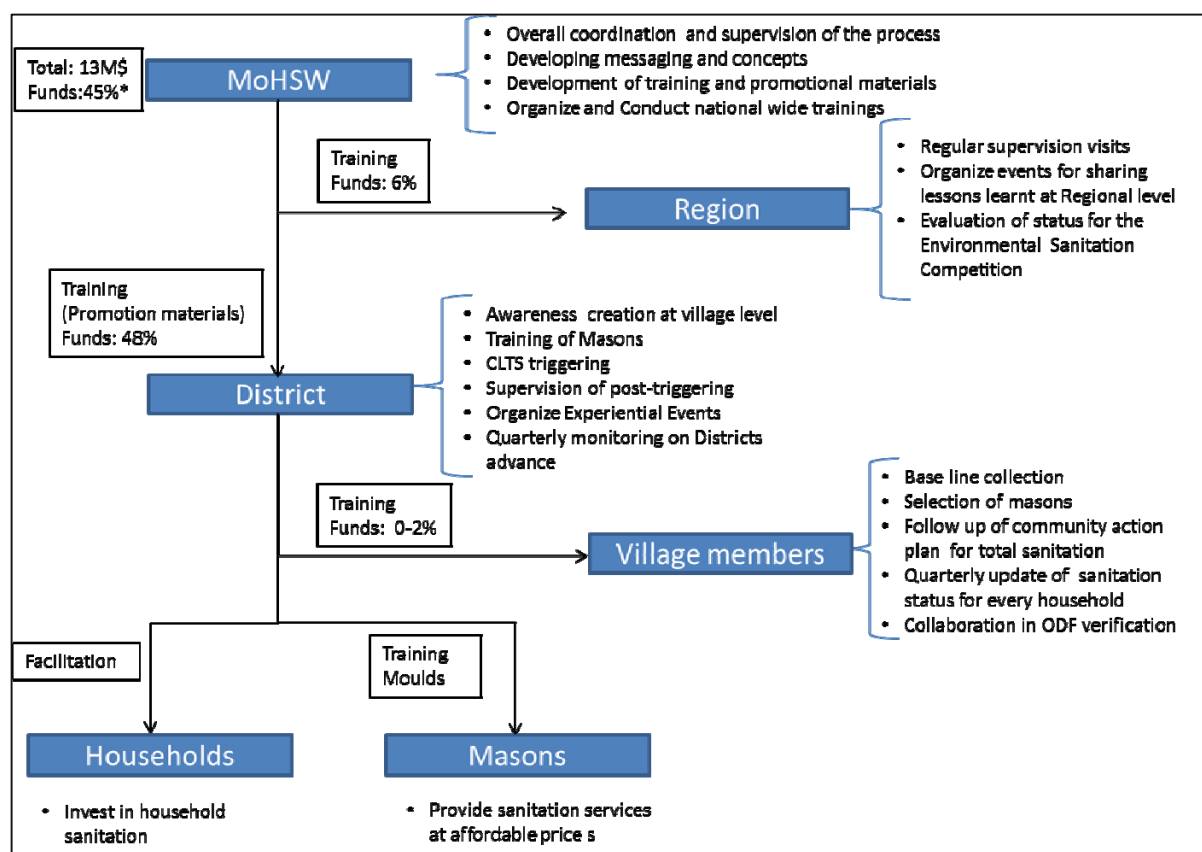 Total: 13M$
Funds:45%*
MoHSW
• Overall coordination and supervision of the process
• Developing messaging and concepts
• Development of training and promotional materials
• Organize and Conduct national wide trainings
Training
Funds: 6%
Region
• Regular supervision visits
• Organize events for sharing
lessons learnt at Regional level
• Evaluation of status for the
Environmental Sanitation
Competition
Training
(Promotion materials)
Funds: 48%
District
• Awareness creation at village level
• Training of Masons
• CLTS triggering
• Supervision of post-triggering
• Organize Experiential Events
• Quarterly monitoring on Districts
advance
Training
Funds: 0-2%
Village members
• Base line collection
• Selection of masons
• Follow up of community action
plan for total sanitation
• Quarterly update of sanitation
status for every household
• Collaboration in ODF verification
Facilitation
Training
Moulds
Households
• Invest in household
sanitation
Masons
• Provide sanitation services
at affordable price s